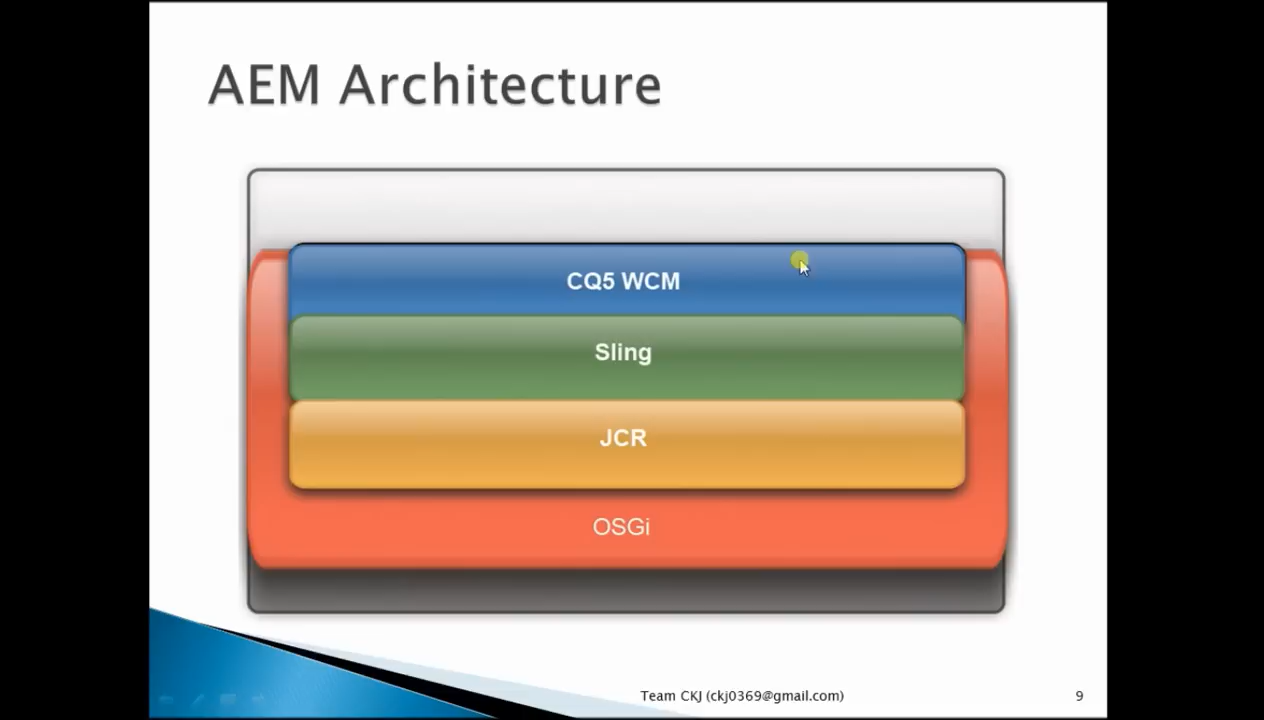 AEM Architecture
CQ5 WCM
Sling
JCR
OSGi
Team CKJ (ckj0369@gmail.com)
9